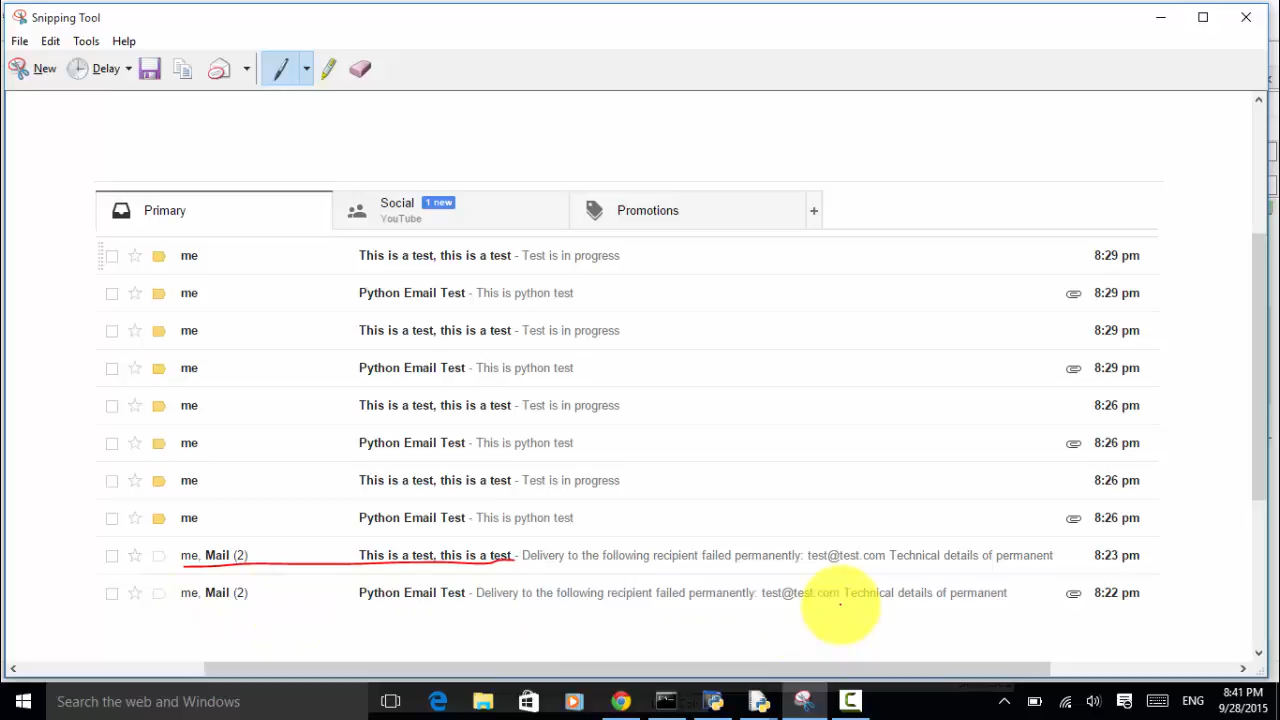 Snipping Tool
File Edit Tools Help
New Delay
Primary Social 1 new Promotions +
YouTube
me This is a test, this is a test - Test is in progress 8:29 pm
me Python Email Test - This is python test 8:29 pm
me This is a test, this is a test - Test is in progress 8:29 pm
me Python Email Test - This is python test 8:29 pm
me This is a test, this is a test - Test is in progress 8:26 pm
me Python Email Test - This is python test 8:26 pm
me This is a test, this is a test - Test is in progress 8:26 pm
me Python Email Test - This is python test 8:26 pm
me, Mail (2) This is a test, this is a test - Delivery to the following recipient failed permanently: test@test.com Technical details of permanent 8:23 pm
me, Mail (2) Python Email Test - Delivery to the following recipient failed permanently: test@test.com Technical details of permanent 8:22 pm
Search the web and Windows ENG 8:41 PM
9/28/2015